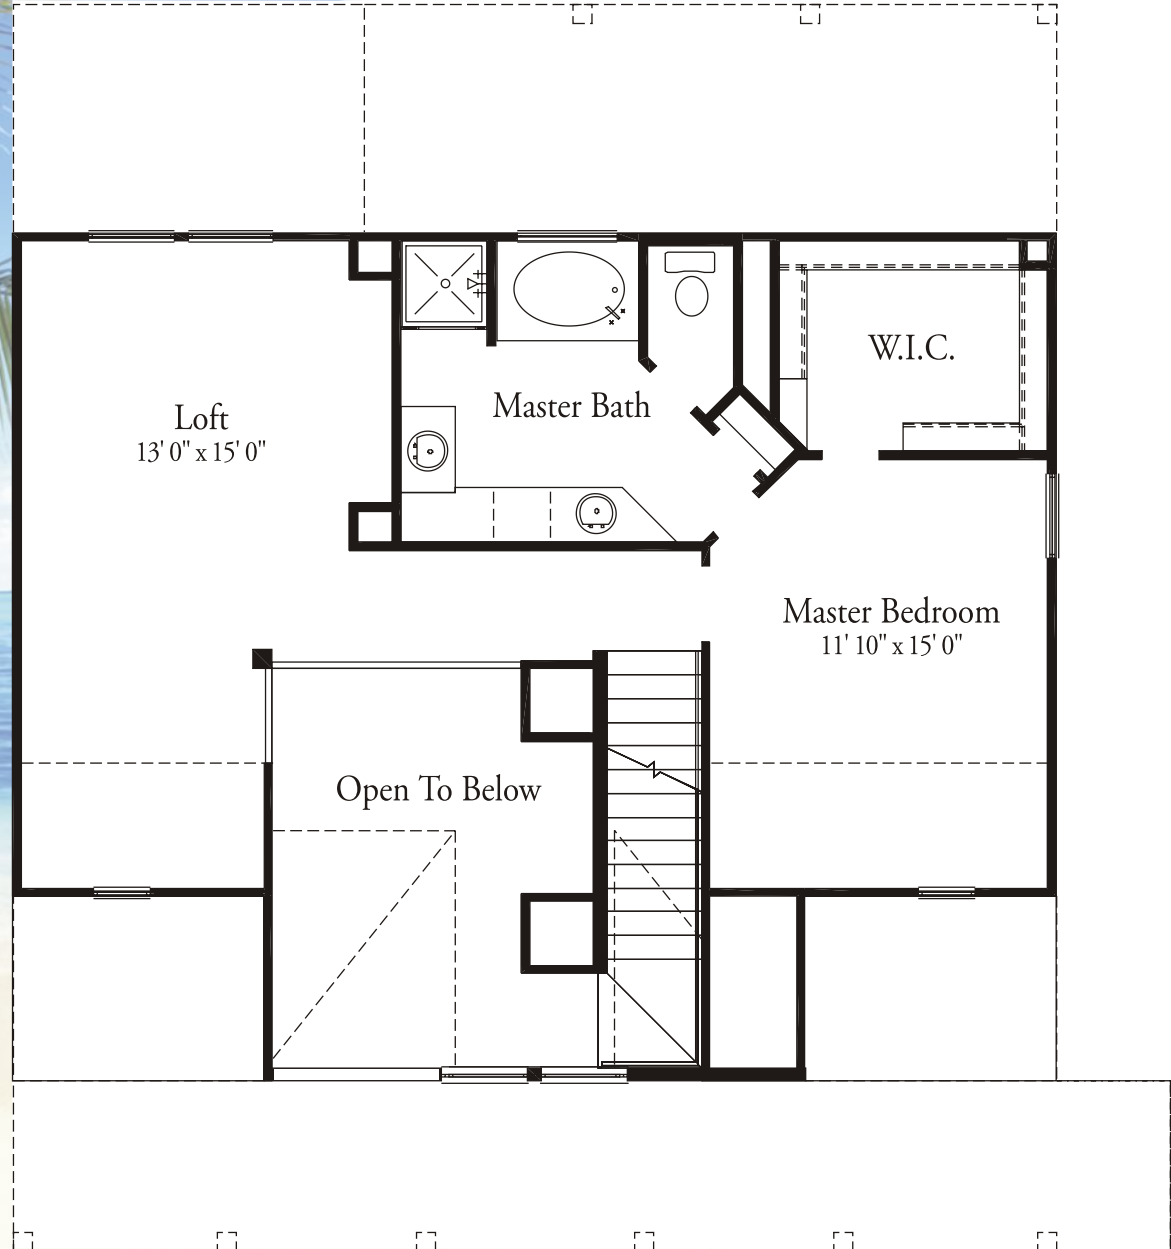 W.I.C.
Master Bath
Loft
13' 0" x 15' 0"
Master Bedroom
11' 10" x 15' 0"
Open To Below